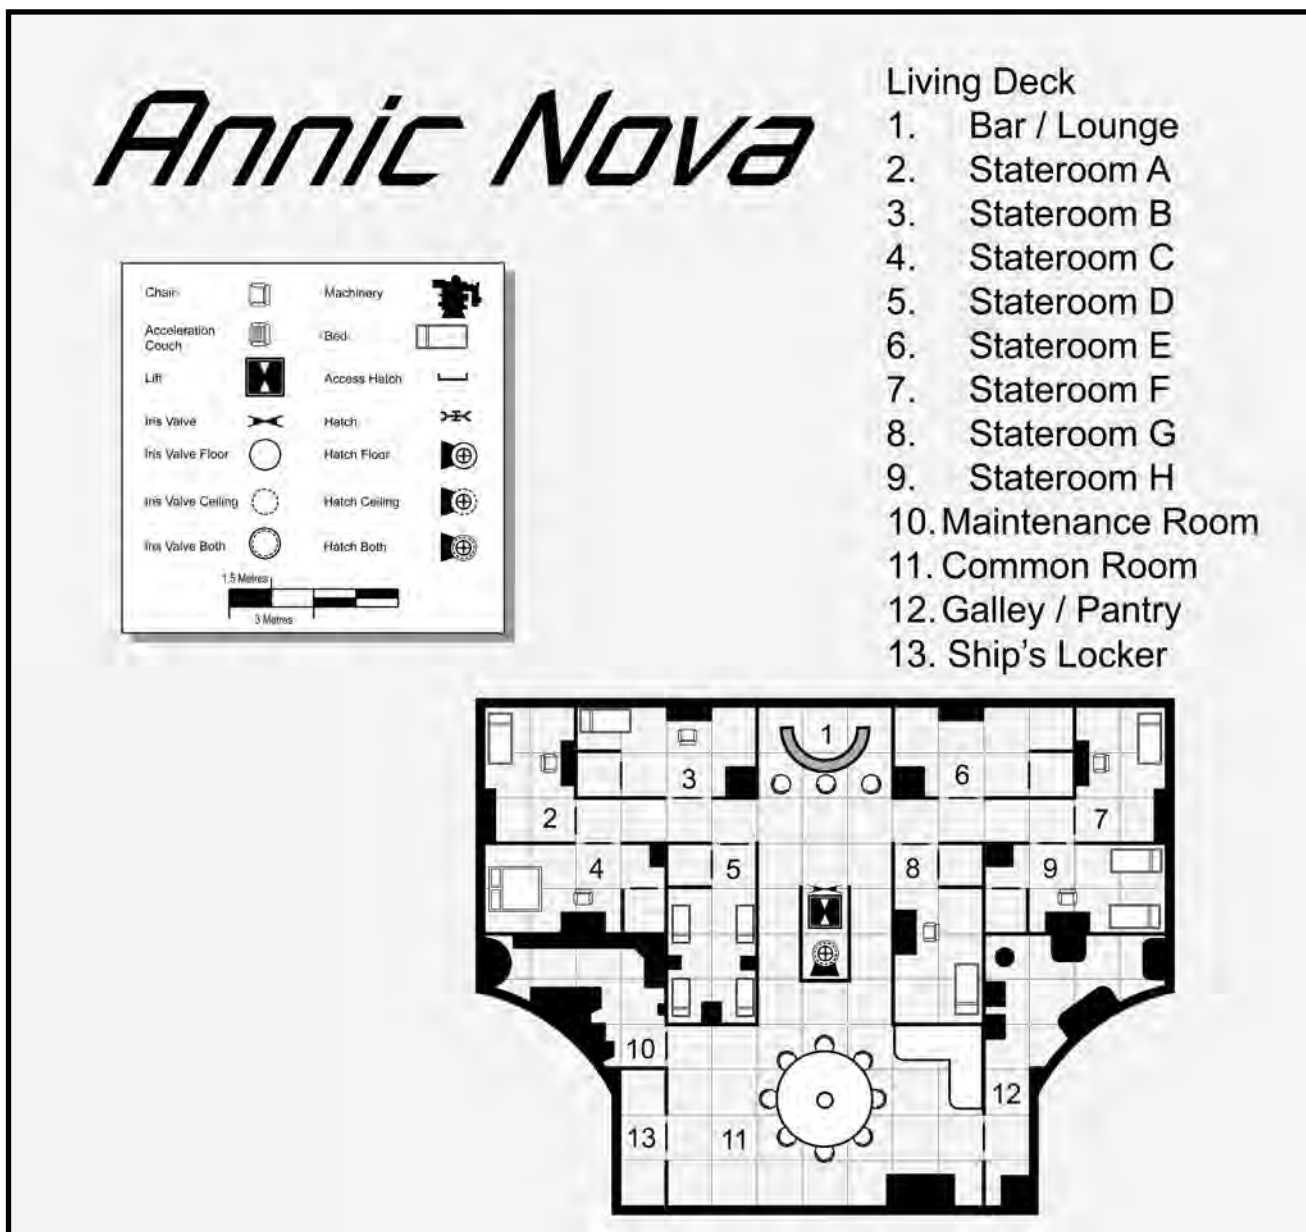 Annic Nova
Living Deck
1. Bar / Lounge
2. Stateroom A
3. Stateroom B
4. Stateroom C
5. Stateroom D
6. Stateroom E
7. Stateroom F
8. Stateroom G
9. Stateroom H
10. Maintenance Room
11. Common Room
12. Galley / Pantry
13. Ship's Locker
Chair Machinery
Acceleration
Couch
Bed
Lift Access Hatch
Iris Valve Hatch
Iris Valve Floor Hatch Floor
Iris Valve Ceiling Hatch Ceiling
Iris Valve Both Hatch Both
1.5 Metres
3 Metres
1
3 6
2 7
4 5 8 9
10
12
13 11